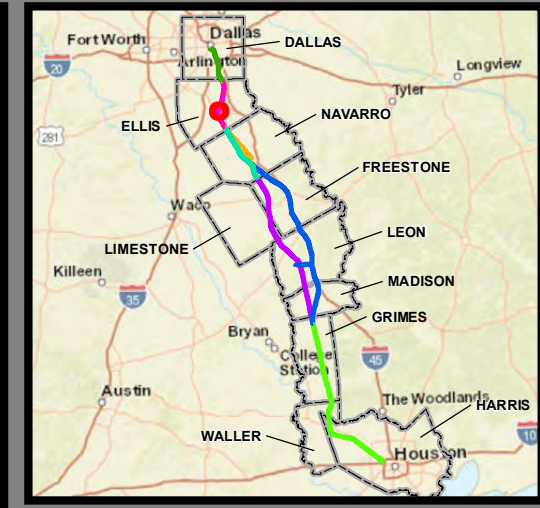 Dallas
Fort Worth
DALLAS
Arlington
Longview
20
Tyler
NAVARRO
ELLIS
281
FREESTONE
Waco
LEON
LIMESTONE
Killeen
MADISON
35
GRIMES
Bryan
College
Station
45
Austin
The Woodlands
HARRIS
WALLER
10
Houston